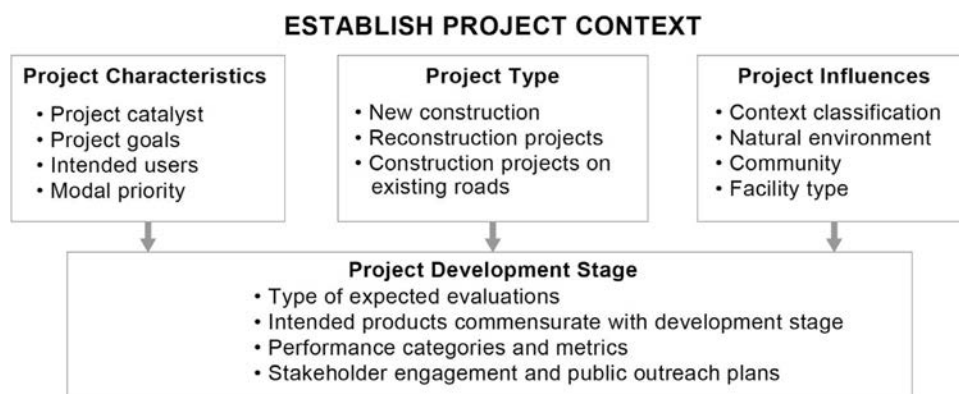 ESTABLISH PROJECT CONTEXT
Project Characteristics
• Project catalyst
• Project goals
• Intended users
• Modal priority
Project Type
• New construction
• Reconstruction projects
• Construction projects on
existing roads
Project Influences
• Context classification
• Natural environment
• Community
• Facility type
Project Development Stage
• Type of expected evaluations
• Intended products commensurate with development stage
• Performance categories and metrics
• Stakeholder engagement and public outreach plans